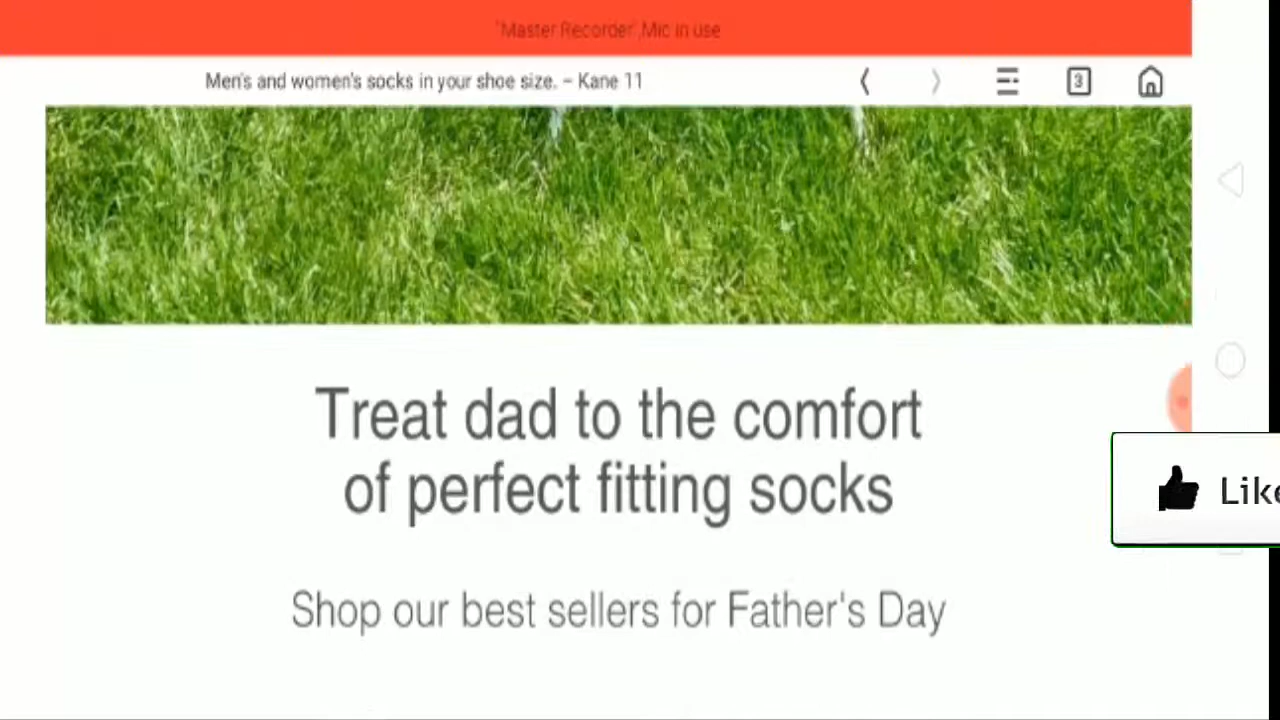 "Master Recorder",Mic in use
Men's and women's socks in your shoe size. – Kane 11
3
Treat dad to the comfort
of perfect fitting socks
Like
Shop our best sellers for Father's Day